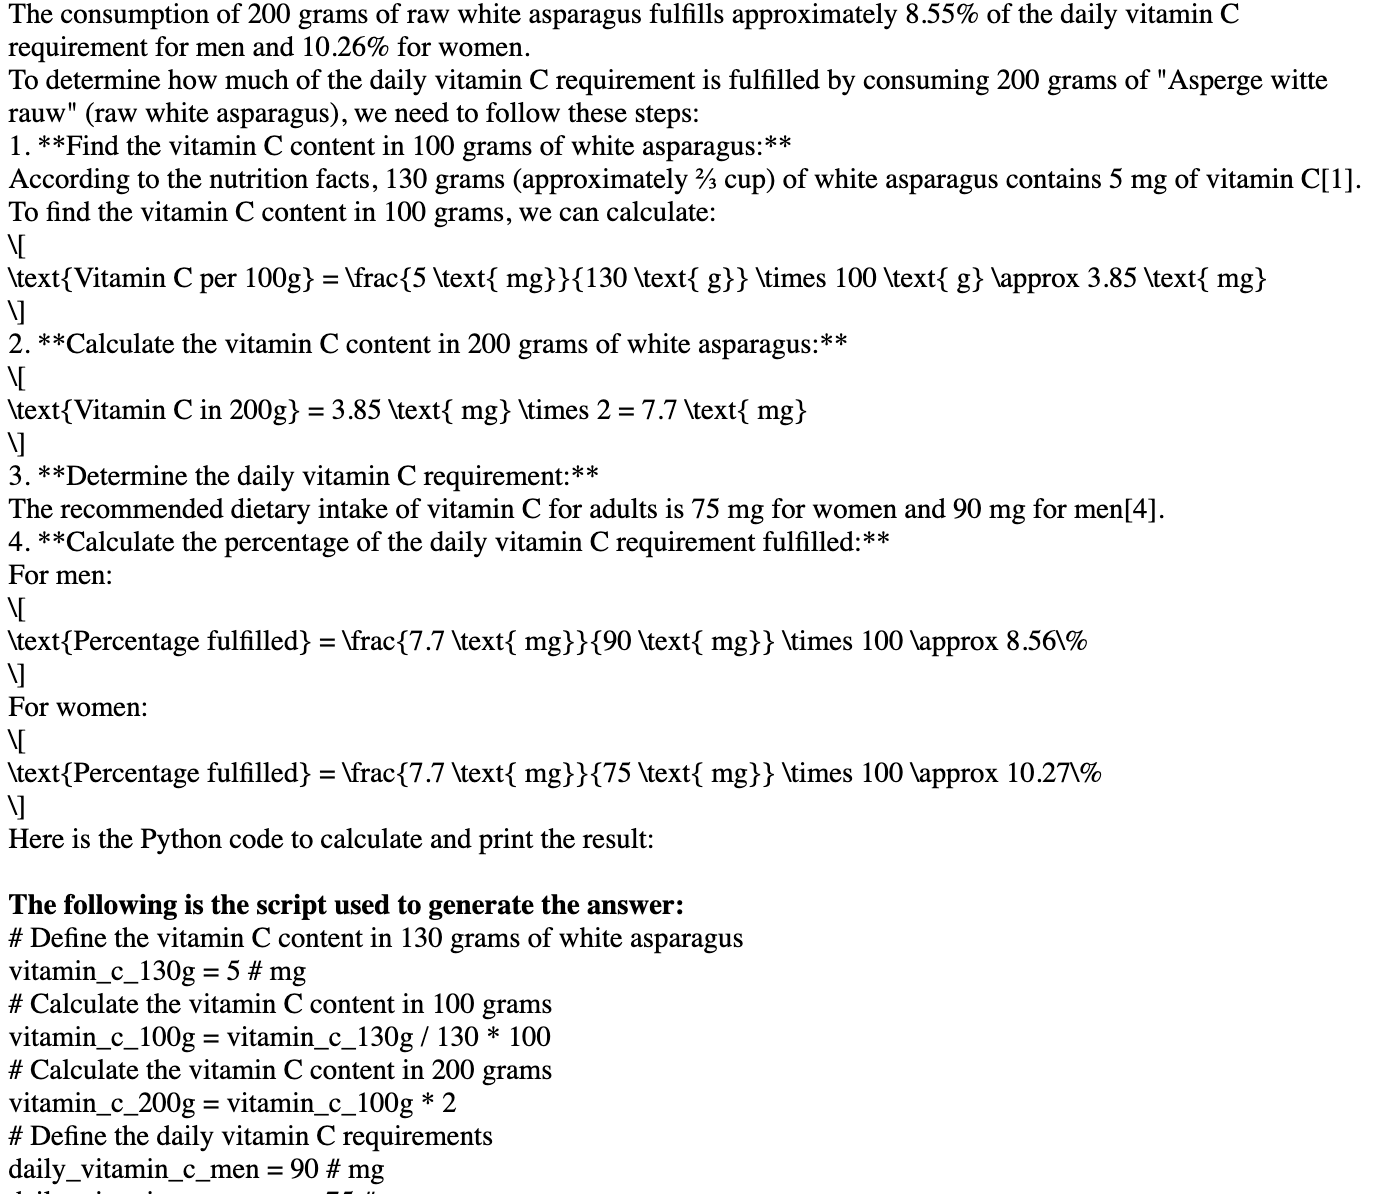 The consumption of 200 grams of raw white asparagus fulfills approximately 8.55% of the daily vitamin C
requirement for men and 10.26% for women.
To determine how much of the daily vitamin C requirement is fulfilled by consuming 200 grams of "Asperge witte
rauw" (raw white asparagus), we need to follow these steps:
1. **Find the vitamin C content in 100 grams of white asparagus:**
According to the nutrition facts, 130 grams (approximately ⅔ cup) of white asparagus contains 5 mg of vitamin C[1].
To find the vitamin C content in 100 grams, we can calculate:
\[
\text{Vitamin C per 100g} = \frac{5 \text{ mg}}{130 \text{ g}} \times 100 \text{ g} \approx 3.85 \text{ mg}
\]
2. **Calculate the vitamin C content in 200 grams of white asparagus:**
\[
\text{Vitamin C in 200g} = 3.85 \text{ mg} \times 2 = 7.7 \text{ mg}
\]
3. **Determine the daily vitamin C requirement:**
The recommended dietary intake of vitamin C for adults is 75 mg for women and 90 mg for men[4].
4. **Calculate the percentage of the daily vitamin C requirement fulfilled:**
For men:
\[
\text{Percentage fulfilled} = \frac{7.7 \text{ mg}}{90 \text{ mg}} \times 100 \approx 8.56\%
\]
For women:
\[
\text{Percentage fulfilled} = \frac{7.7 \text{ mg}}{75 \text{ mg}} \times 100 \approx 10.27\%
\]
Here is the Python code to calculate and print the result:
The following is the script used to generate the answer:
# Define the vitamin C content in 130 grams of white asparagus
vitamin_c_130g = 5 # mg
# Calculate the vitamin C content in 100 grams
vitamin_c_100g = vitamin_c_130g / 130 * 100
# Calculate the vitamin C content in 200 grams
vitamin_c_200g = vitamin_c_100g * 2
# Define the daily vitamin C requirements
daily_vitamin_c_men = 90 # mg